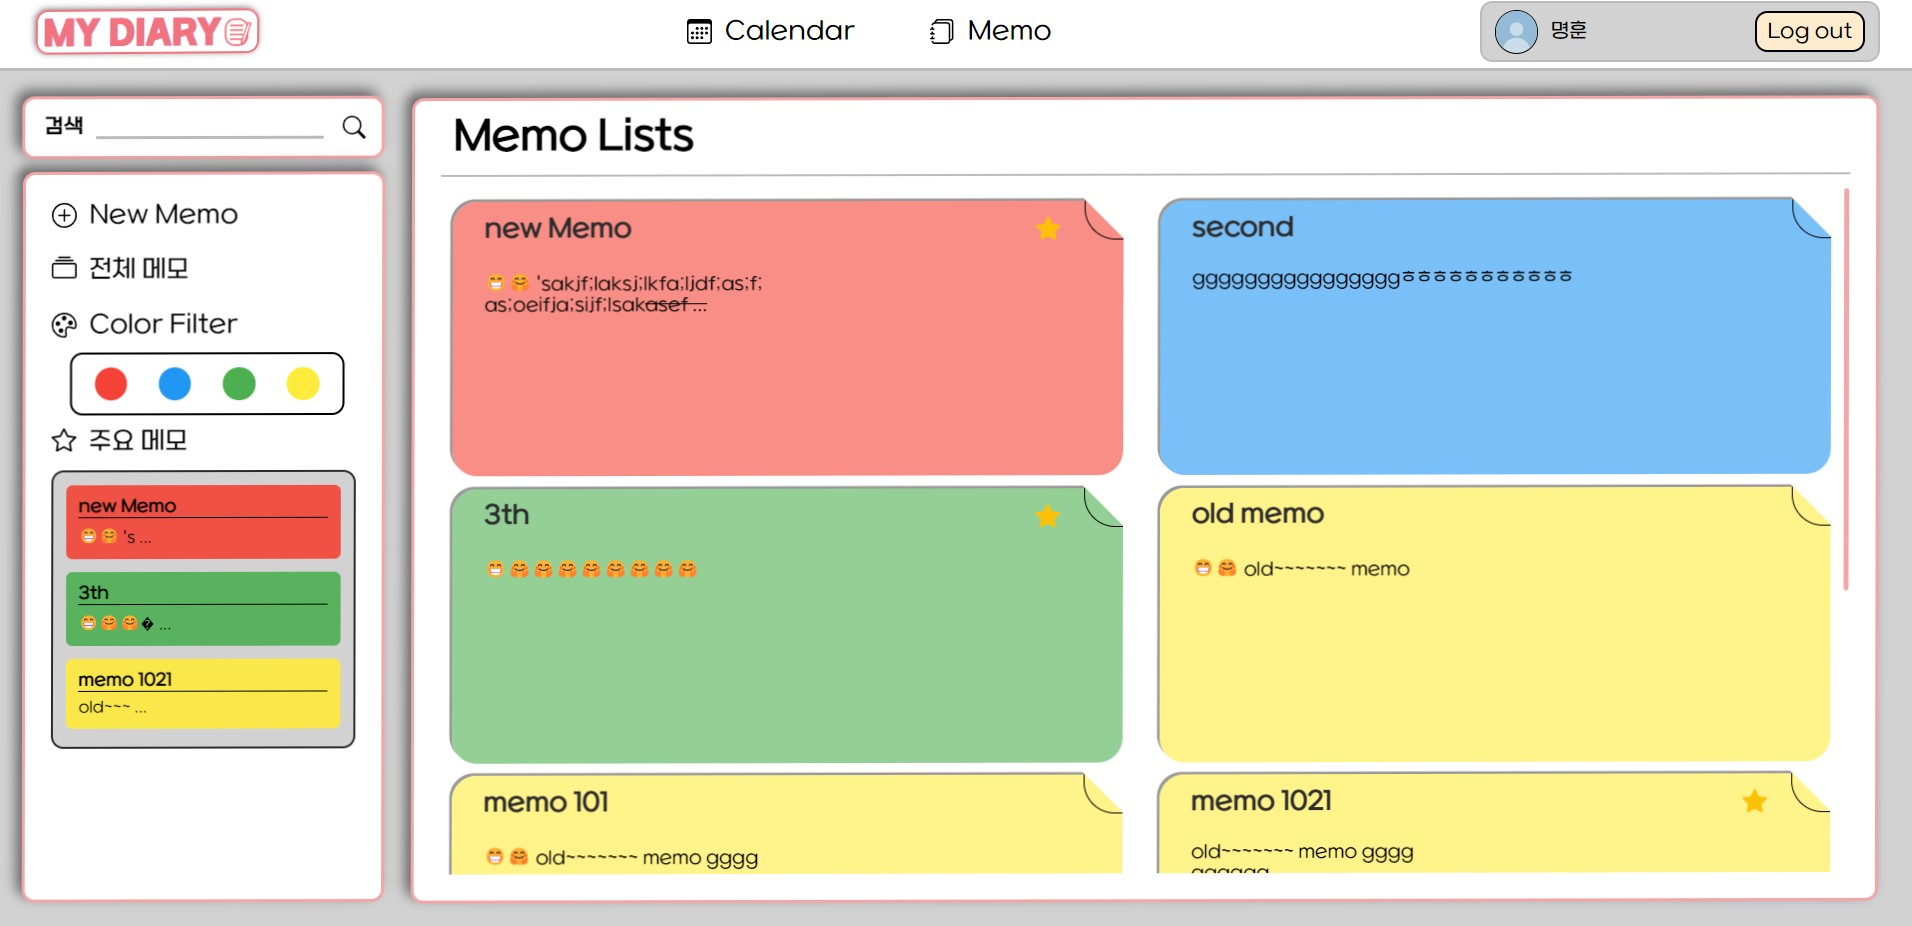 MY DIARY
Calendar
Memo
명훈
Log out
검색
New Memo
전체 메모
Color Filter
주요 메모
new Memo
😁 🤗 's ...
3th
😁 🤗 🤗 � ...
memo 1021
old~~~ ...
Memo Lists
new Memo
😁 🤗 'sakjf;laksj;lkfa;ljdf;as;f;
as;oeifja;sijf;lsakasef ...
second
ggggggggggggggggㅎㅎㅎㅎㅎㅎㅎㅎㅎㅎㅎ
3th
😁 🤗 🤗 🤗 🤗 🤗 🤗 🤗 🤗
old memo
😁 🤗 old~~~~~~~ memo
memo 101
😁 🤗 old~~~~~~~ memo gggg
memo 1021
old~~~~~~~ memo gggg